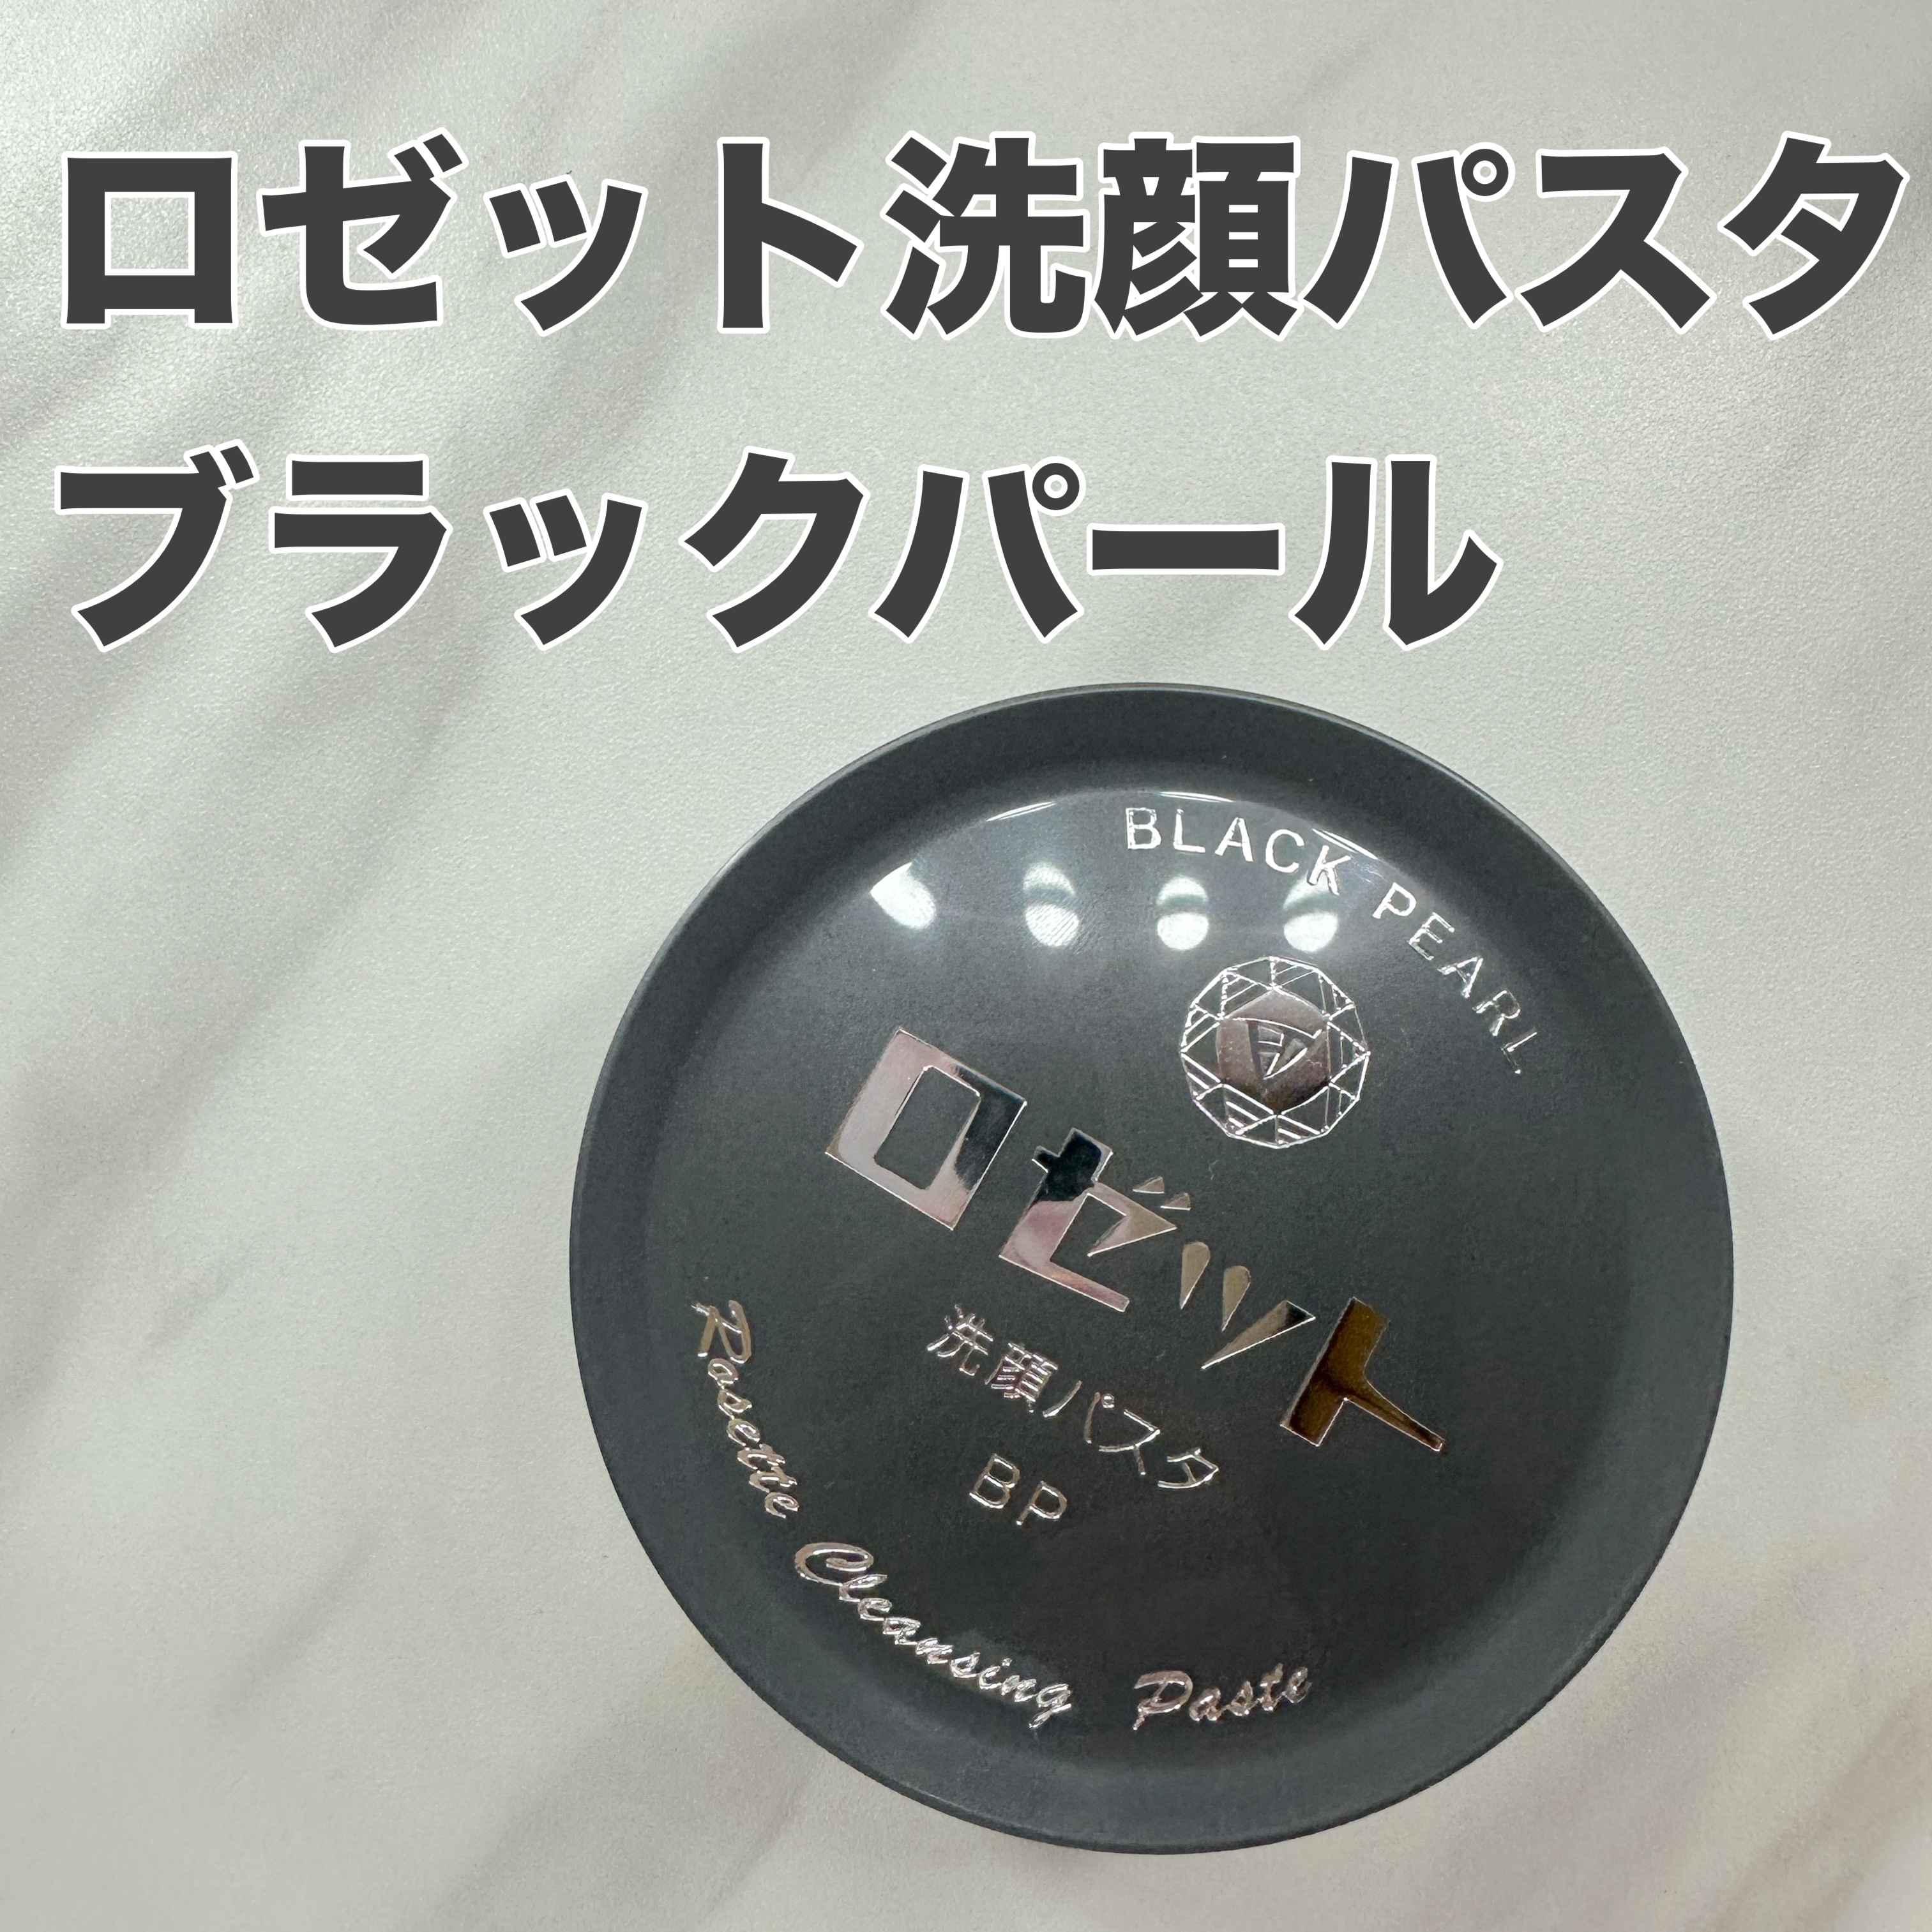 ロゼット洗顔パスタ
ブラックパール
BLACK PEARL
ロゼット
洗顔パスタ
BP
Rosette Cleansing Paste